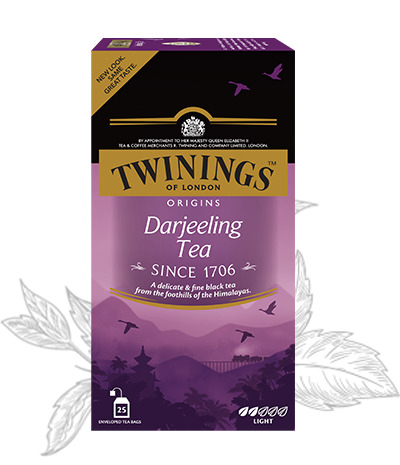 NEW LOOK.
SAME
GREAT TASTE.
BY APPOINTMENT TO HER MAJESTY QUEEN ELIZABETH II
TEA & COFFEE MERCHANTS R. TWINING AND COMPANY LIMITED, LONDON.
TWININGS™
OF LONDON
ORIGINS
Darjeeling
Tea
SINCE 1706
A delicate & fine black tea
from the foothills of the Himalayas.
25
ENVELOPED TEA BAGS
LIGHT